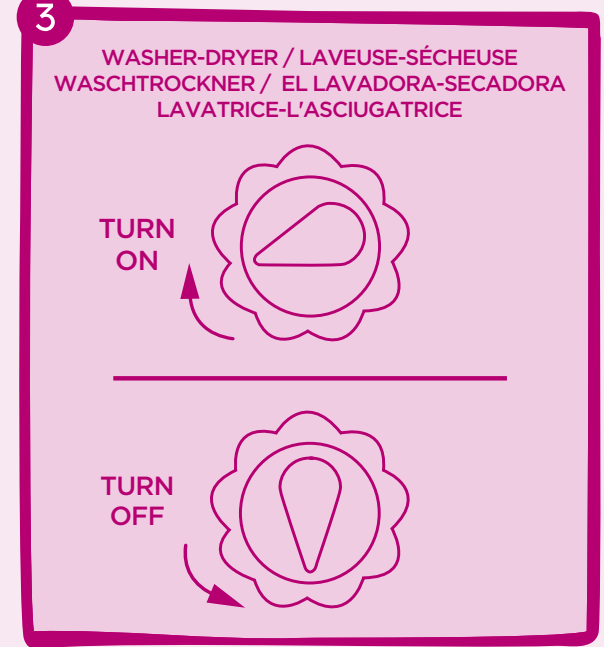 3
WASHER-DRYER / LAVEUSE-SÉCHEUSE
WASCHTROCKNER / EL LAVADORA-SECADORA
LAVATRICE-L'ASCIUGATRICE
TURN
ON
TURN
OFF